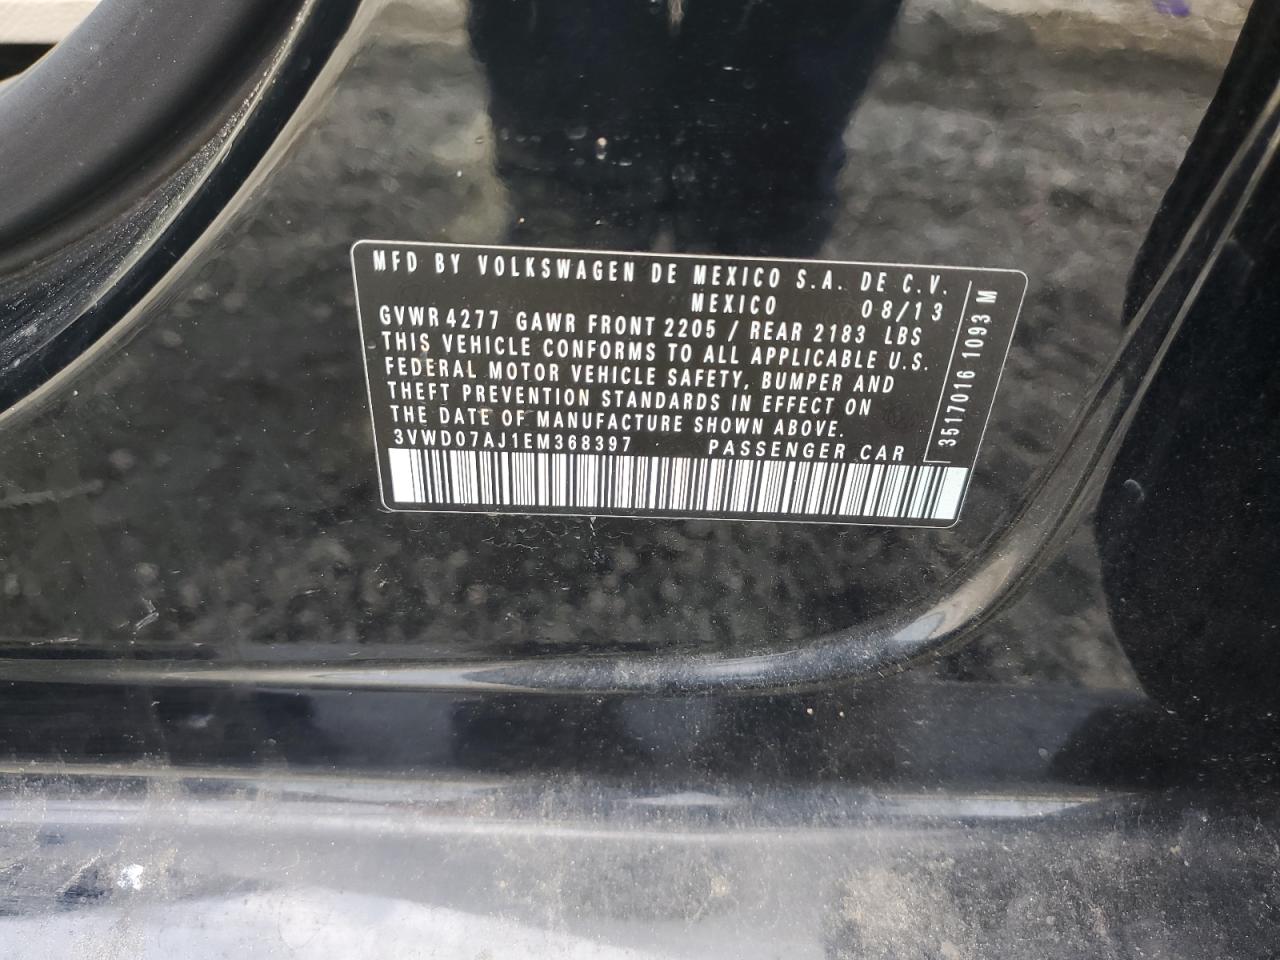 MFD BY VOLKSWAGEN DE MEXICO S.A. DE C.V.
MEXICO 08/13
GVWR 4277 GAWR FRONT 2205 / REAR 2183 LBS
THIS VEHICLE CONFORMS TO ALL APPLICABLE U.S.
FEDERAL MOTOR VEHICLE SAFETY, BUMPER AND
THEFT PREVENTION STANDARDS IN EFFECT ON
THE DATE OF MANUFACTURE SHOWN ABOVE.
3VWD07AJ1EM368397 PASSENGER CAR
3517016 1093 M